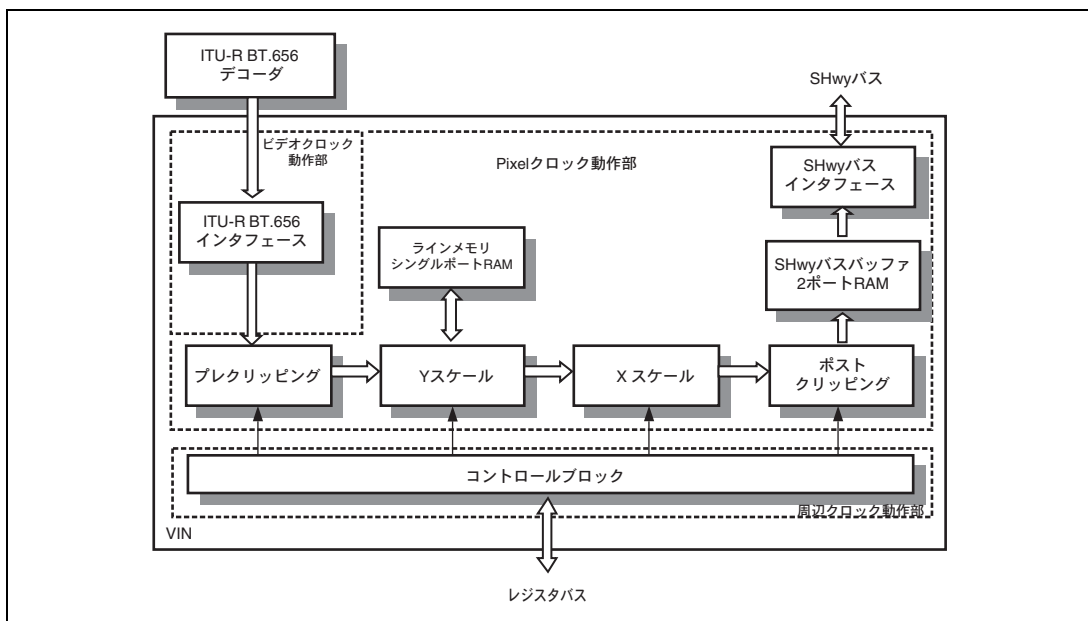 ITU-R BT.656
デコーダ
SHwyバス
ビデオクロック
動作部
Pixelクロック動作部
SHwyバス
インタフェース
ITU-R BT.656
インタフェース
ラインメモリ
シングルポートRAM
SHwyバスバッファ
2ポートRAM
プレクリッピング
Yスケール
X スケール
ポスト
クリッピング
コントロールブロック
周辺クロック動作部
VIN
レジスタバス